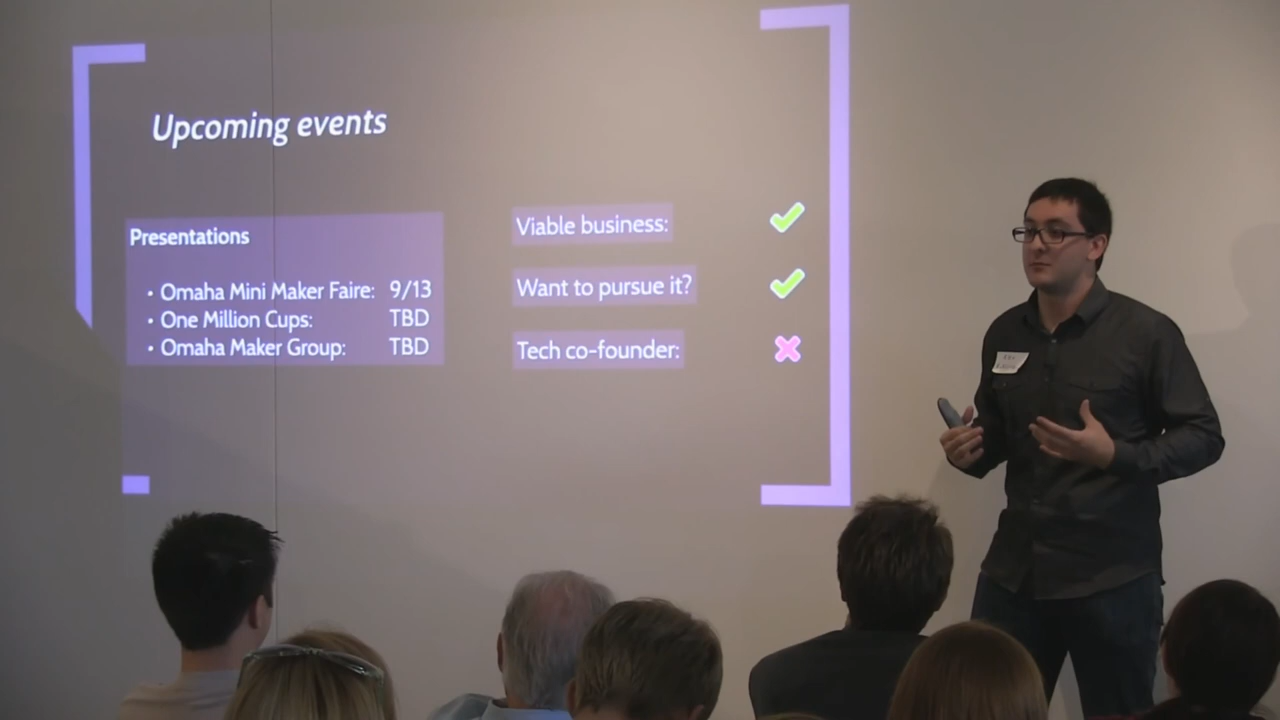 Upcoming events
Presentations
• Omaha Mini Maker Faire: 9/13
• One Million Cups: TBD
• Omaha Maker Group: TBD
Viable business:
Want to pursue it?
Tech co-founder: